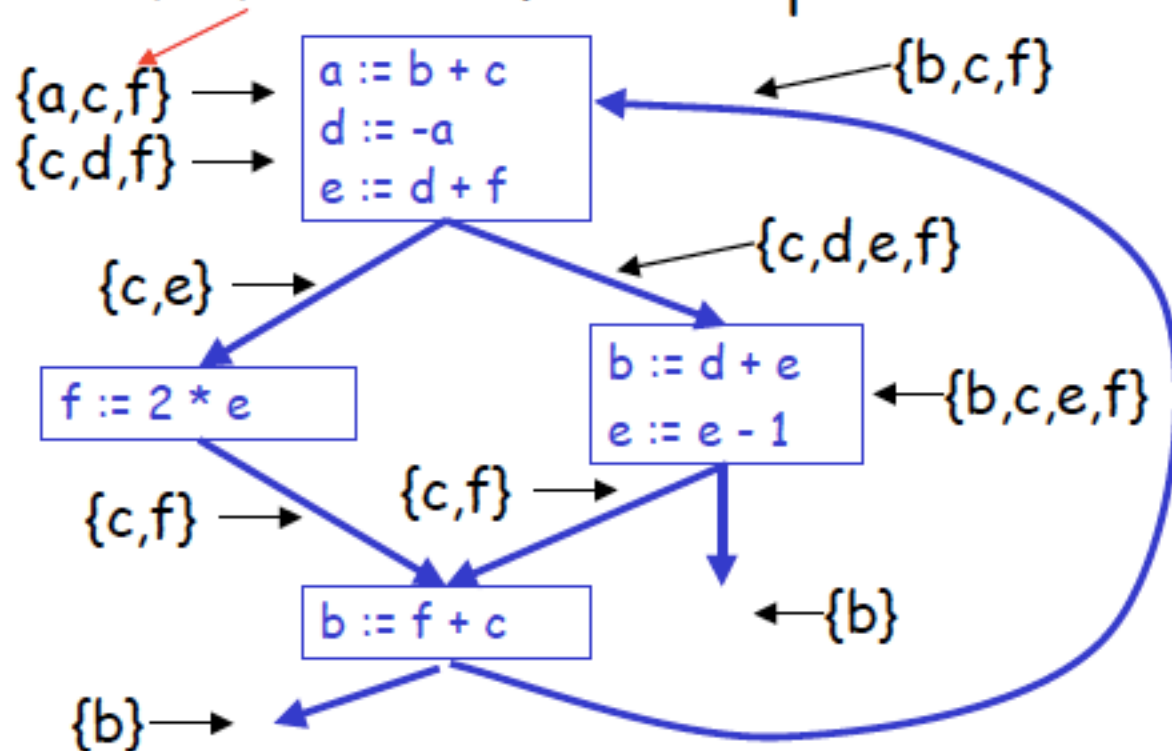 {a,c,f}
{c,d,f}
a := b + c
d := -a
e := d + f
{b,c,f}
{c,e}
{c,d,e,f}
f := 2 * e
b := d + e
e := e - 1
{b,c,e,f}
{c,f}
{c,f}
b := f + c
{b}
{b}